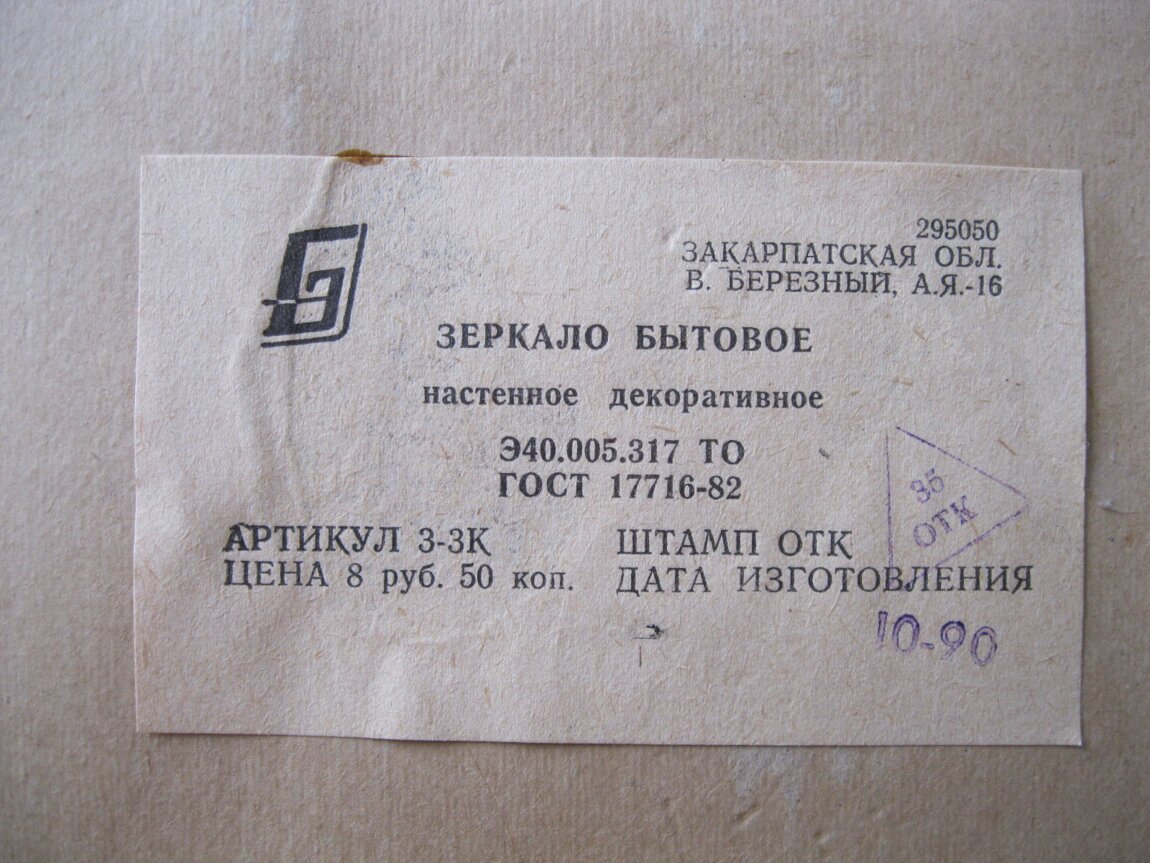 295050
ЗАКАРПАТСКАЯ ОБЛ.
В. БЕРЕЗНЫЙ, А.Я.-16
ЗЕРКАЛО БЫТОВОЕ
настенное декоративное
Э40.005.317 ТО
ГОСТ 17716-82
АРТИКУЛ З-3К
ЦЕНА 8 руб. 50 коп.
ШТАМП ОТК
35
ОТК
ДАТА ИЗГОТОВЛЕНИЯ
10-90